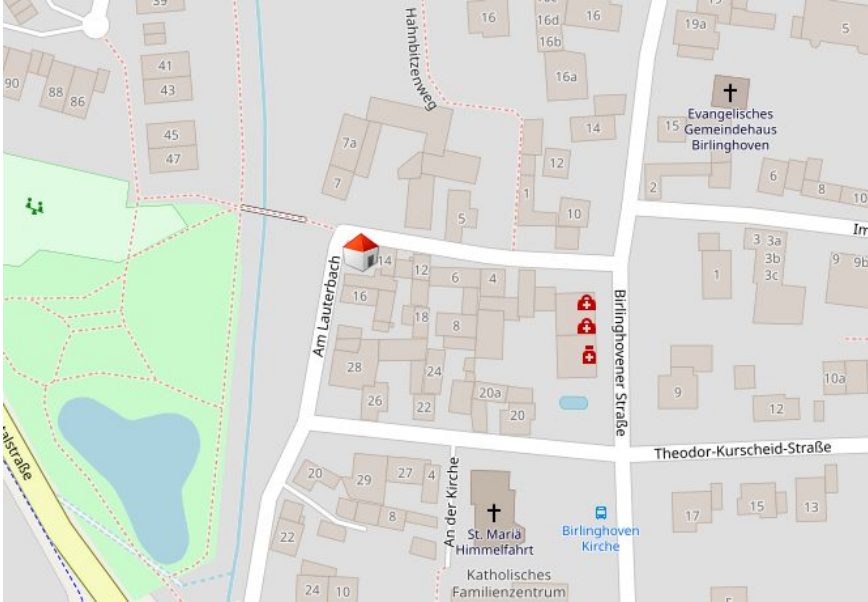 39
16
16d
16b
16
19
19a
5
90
88
86
41
43
Hahnbitzenweg
16a
Evangelisches
Gemeindehaus
Birlinghoven
45
47
7a
7
14
15
12
1
2
5
10
6
8
10
Im
14
12
6
4
16
18
8
Am Lauterbach
Birlinghovener Straße
1
3
3a
3b
3c
9
9b
28
24
26
22
20a
20
9
12
10a
alstraße
Theodor-Kurscheid-Straße
20
29
27
4
8
22
An der Kirche
St. Mariä
Himmelfahrt
Birlinghoven
Kirche
17
15
13
24
10
Katholisches
Familienzentrum